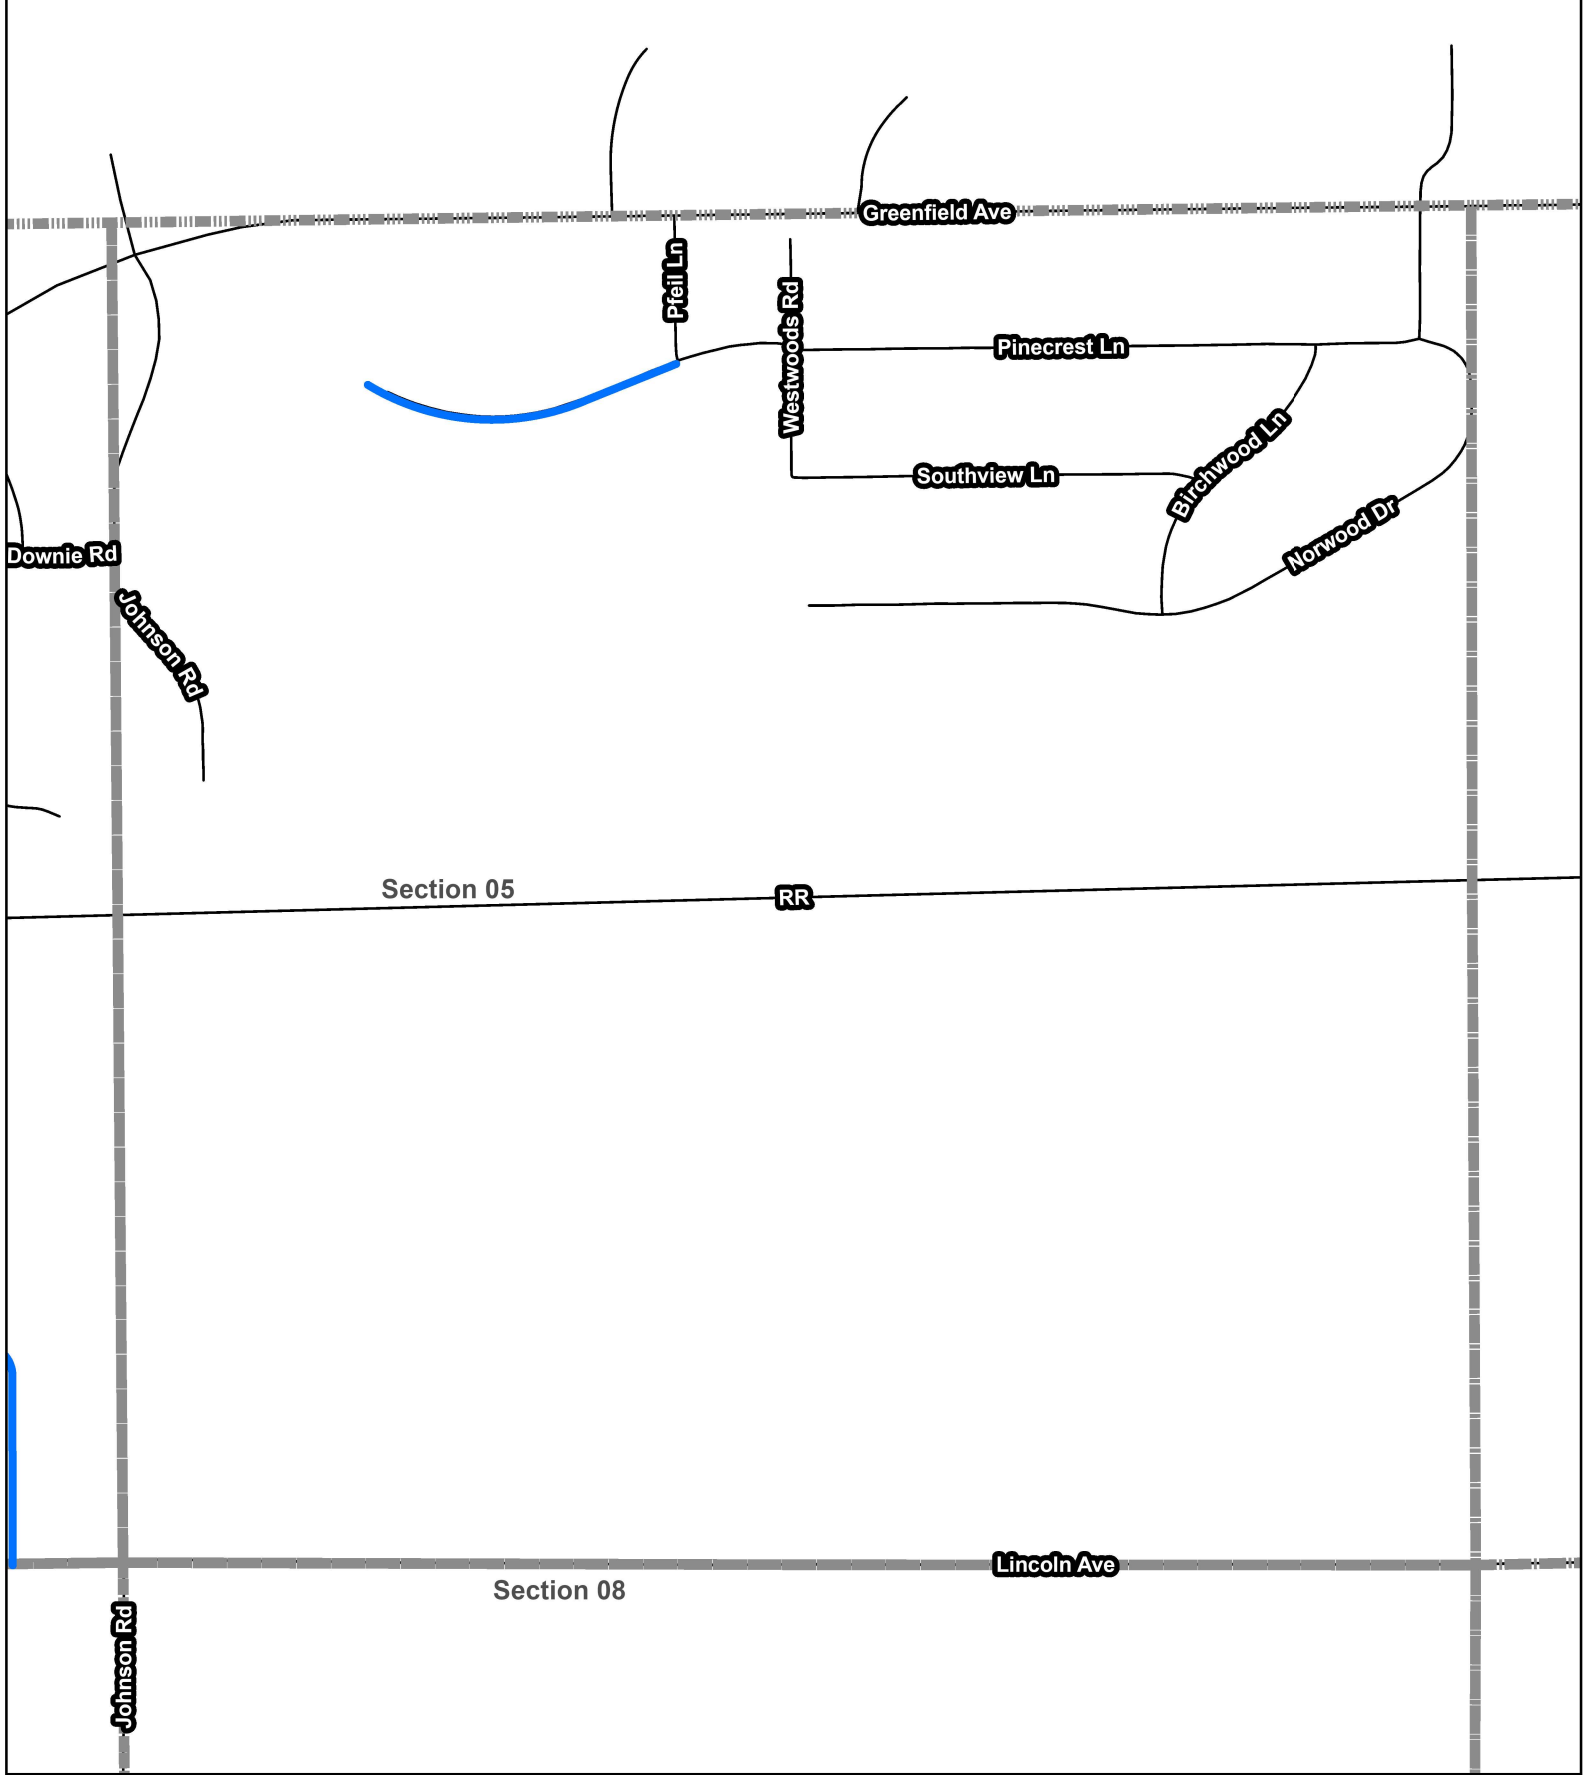 Greenfield Ave
Pfeil Ln
Westwoods Rd
Pinecrest Ln
Birchwood Ln
Southview Ln
Norwood Dr
Downie Rd
Johnson Rd
Section 05
RR
Lincoln Ave
Section 08
Johnson Rd